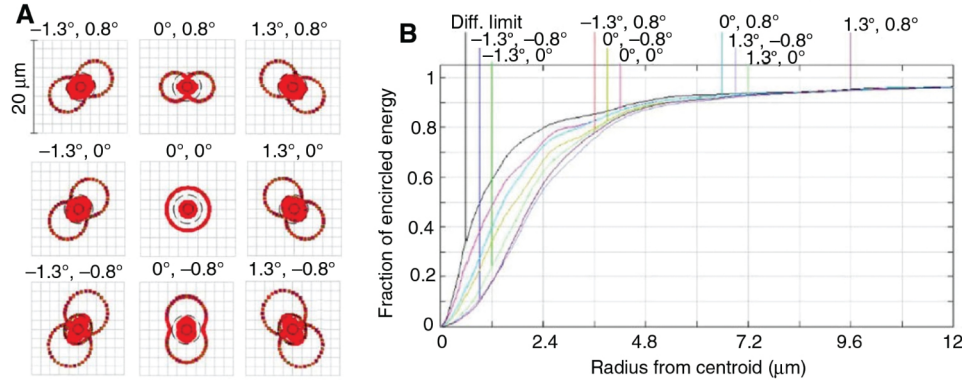 A
−1.3°, 0.8° 0°, 0.8° 1.3°, 0.8°
20 µm
−1.3°, 0° 0°, 0° 1.3°, 0°
−1.3°, −0.8° 0°, −0.8° 1.3°, −0.8°
B
Diff. limit −1.3°, 0.8° 0°, 0.8° 1.3°, 0.8°
−1.3°, −0.8° 0°, −0.8° 1.3°, −0.8°
−1.3°, 0° 0°, 0° 1.3°, 0°
Fraction of encircled energy
1
0.8
0.6
0.4
0.2
0
0 2.4 4.8 7.2 9.6 12
Radius from centroid (µm)